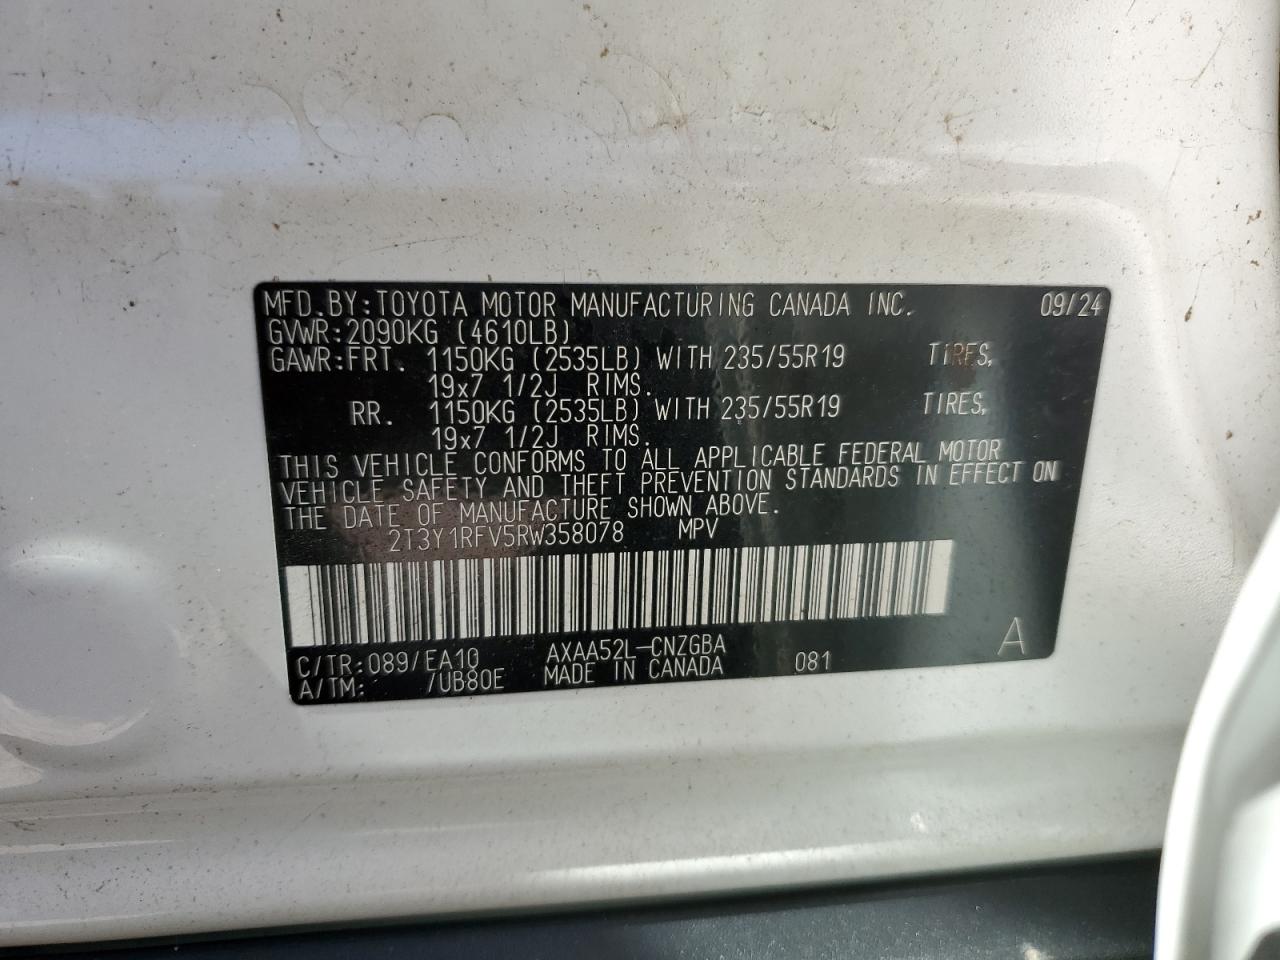 MFD. BY: TOYOTA MOTOR MANUFACTURING CANADA INC. 09/24
GVWR: 2090KG (4610LB)
GAWR: FRT. 1150KG (2535LB) WITH 235/55R19 TIRES,
19x7 1/2J RIMS.
RR. 1150KG (2535LB) WITH 235/55R19 TIRES,
19x7 1/2J RIMS.
THIS VEHICLE CONFORMS TO ALL APPLICABLE FEDERAL MOTOR
VEHICLE SAFETY AND THEFT PREVENTION STANDARDS IN EFFECT ON
THE DATE OF MANUFACTURE SHOWN ABOVE.
2T3Y1RFV5RW358078 MPV
C/TR: 089/EA10 AXAA52L-CNZGBA A
A/TM: /UB80E MADE IN CANADA 081